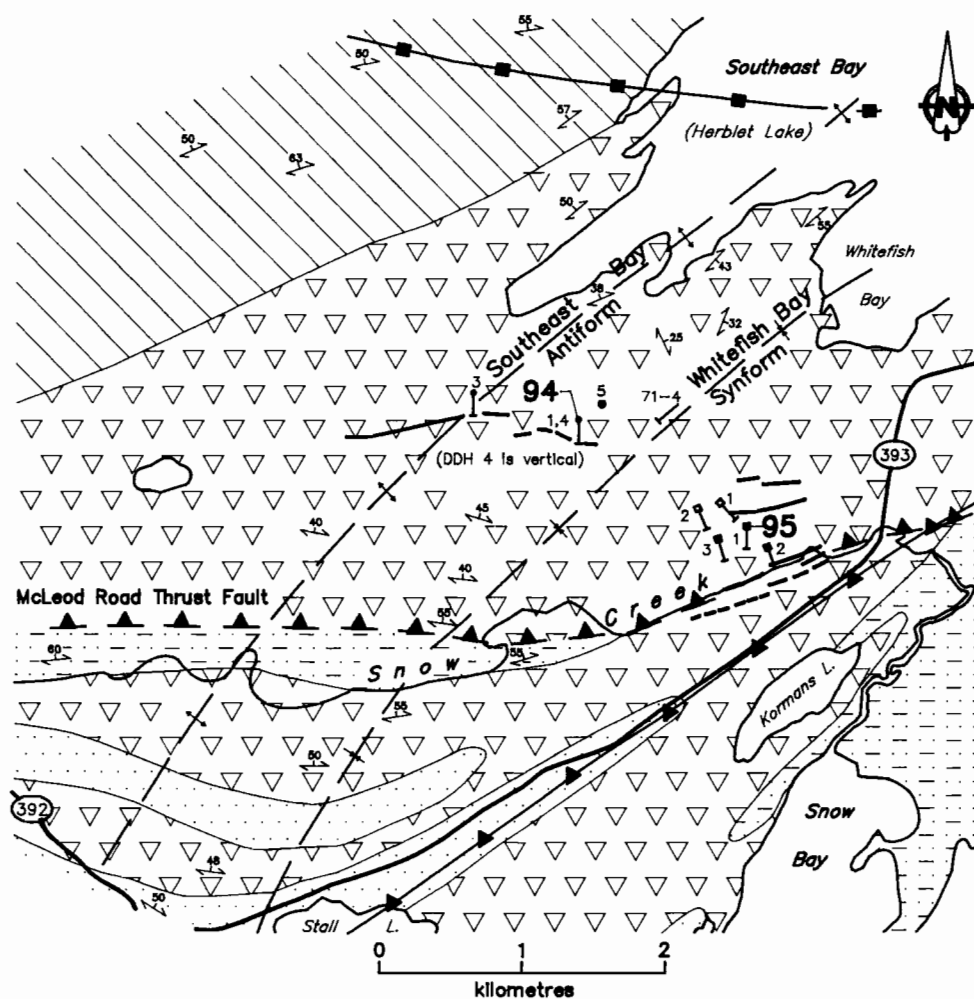 55
50
Southeast Bay
N
(Herblet Lake)
57
50
63
50
55
Whitefish
Bay
43
38
Southeast Bay
Antiform
32
25
Whitefish Bay
Synform
3
94
5
71-4
1,4
(DDH 4 is vertical)
393
2
1
95
1
3
2
45
40
40
McLeod Road Thrust Fault
55
Snow Creek
60
55
55
50
Kormans L.
392
Snow
Bay
48
50
Stall L.
0 1 2
kilometres